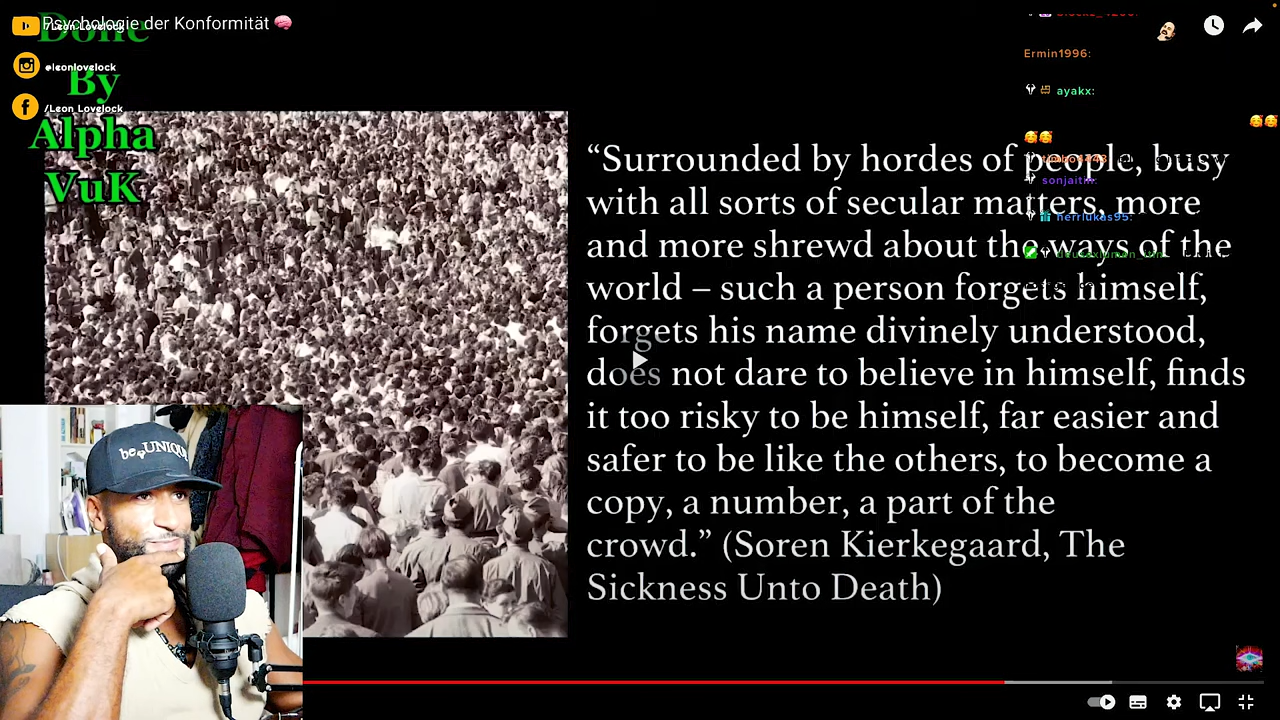 Psychologie der Konformität
/Leon Lovelock
Done
@leonlovelock
By
/Leon Lovelock
Alpha
VuK
be UNIQUE
“Surrounded by hordes of people, busy
with all sorts of secular matters, more
and more shrewd about the ways of the
world – such a person forgets himself,
forgets his name divinely understood,
does not dare to believe in himself, finds
it too risky to be himself, far easier and
safer to be like the others, to become a
copy, a number, a part of the
crowd.” (Soren Kierkegaard, The
Sickness Unto Death)
Ermin1996:
ayakx:
sonjaitin:
herrlukas95: